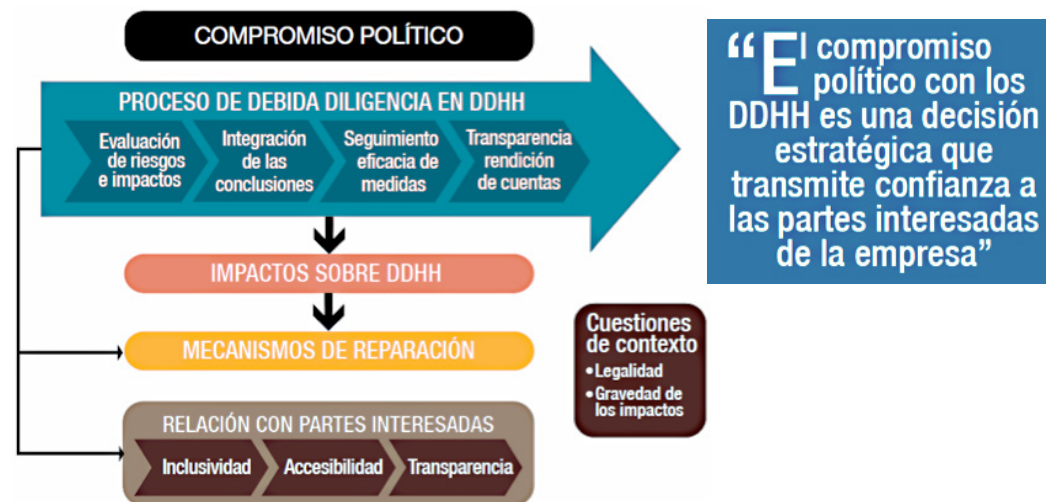 COMPROMISO POLÍTICO
PROCESO DE DEBIDA DILIGENCIA EN DDHH
Evaluación
de riesgos
e impactos
Integración
de las
conclusiones
Seguimiento
eficacia de
medidas
Transparencia
rendición
de cuentas
IMPACTOS SOBRE DDHH
MECANISMOS DE REPARACIÓN
RELACIÓN CON PARTES INTERESADAS
Inclusividad
Accesibilidad
Transparencia
Cuestiones
de contexto
• Legalidad
• Gravedad de
los impactos
“El compromiso
político con los
DDHH es una decisión
estratégica que
transmite confianza a
las partes interesadas
de la empresa”